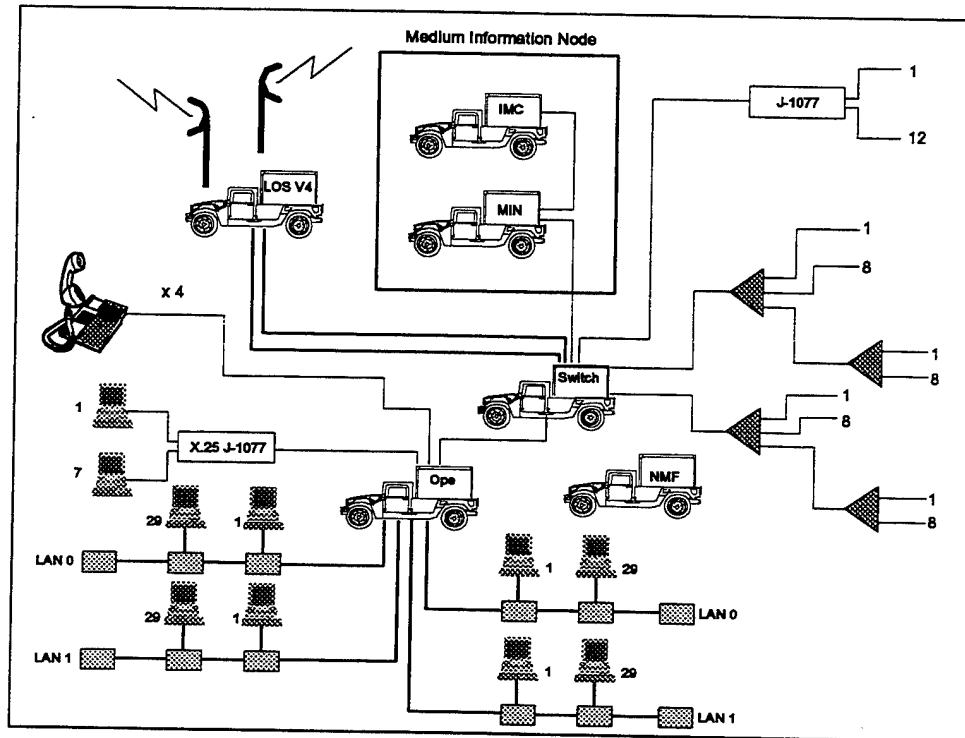 Medium Information Node
IMC
J-1077
1
12
LOS V4
MIN
1
8
x 4
1
8
Switch
1
8
1
X.25 J-1077
7
Ops
NMF
1
8
29
1
LAN 0
1
29
29
1
LAN 0
LAN 1
1
29
LAN 1